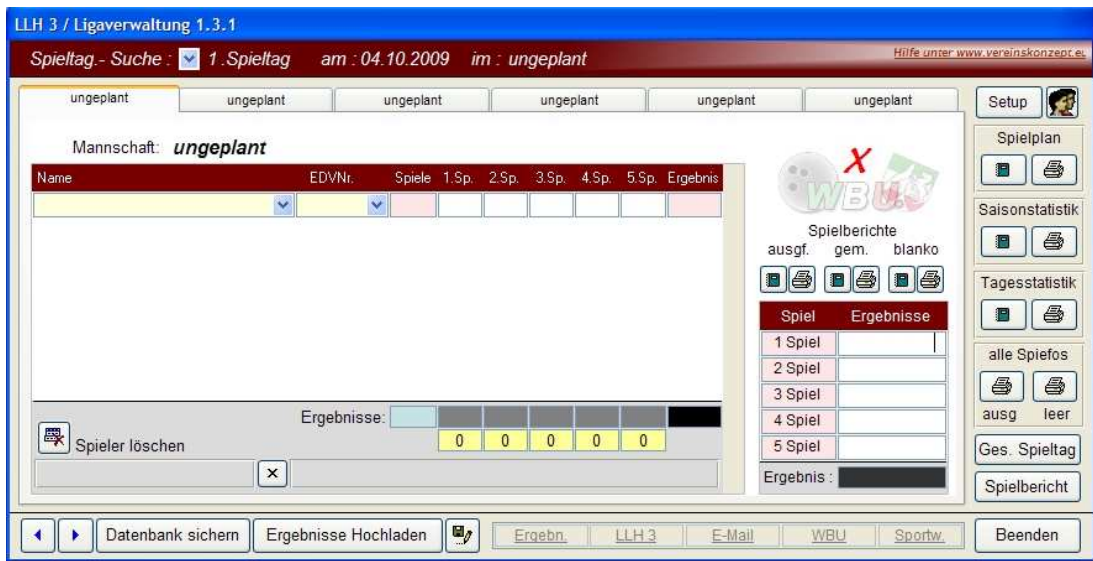 LLH 3 / Ligaverwaltung 1.3.1
Spieltag.- Suche : 1 .Spieltag am : 04.10.2009 im : ungeplant
Hilfe unter www.vereinskonzept.eu
ungeplant ungeplant ungeplant ungeplant ungeplant ungeplant
Setup
Mannschaft: ungeplant
Name EDVNr. Spiele 1.Sp. 2.Sp. 3.Sp. 4.Sp. 5.Sp. Ergebnis
X
WBU
Spielberichte
ausgf. gem. blanko
Spiel Ergebnisse
1 Spiel
2 Spiel
3 Spiel
4 Spiel
5 Spiel
Ergebnis :
Ergebnisse:
0 0 0 0 0
Spieler löschen
Spielplan
Saisonstatistik
Tagesstatistik
alle Spiefos
ausg leer
Ges. Spieltag
Spielbericht
Datenbank sichern Ergebnisse Hochladen Ergebn. LLH 3 E-Mail WBU Sportw. Beenden